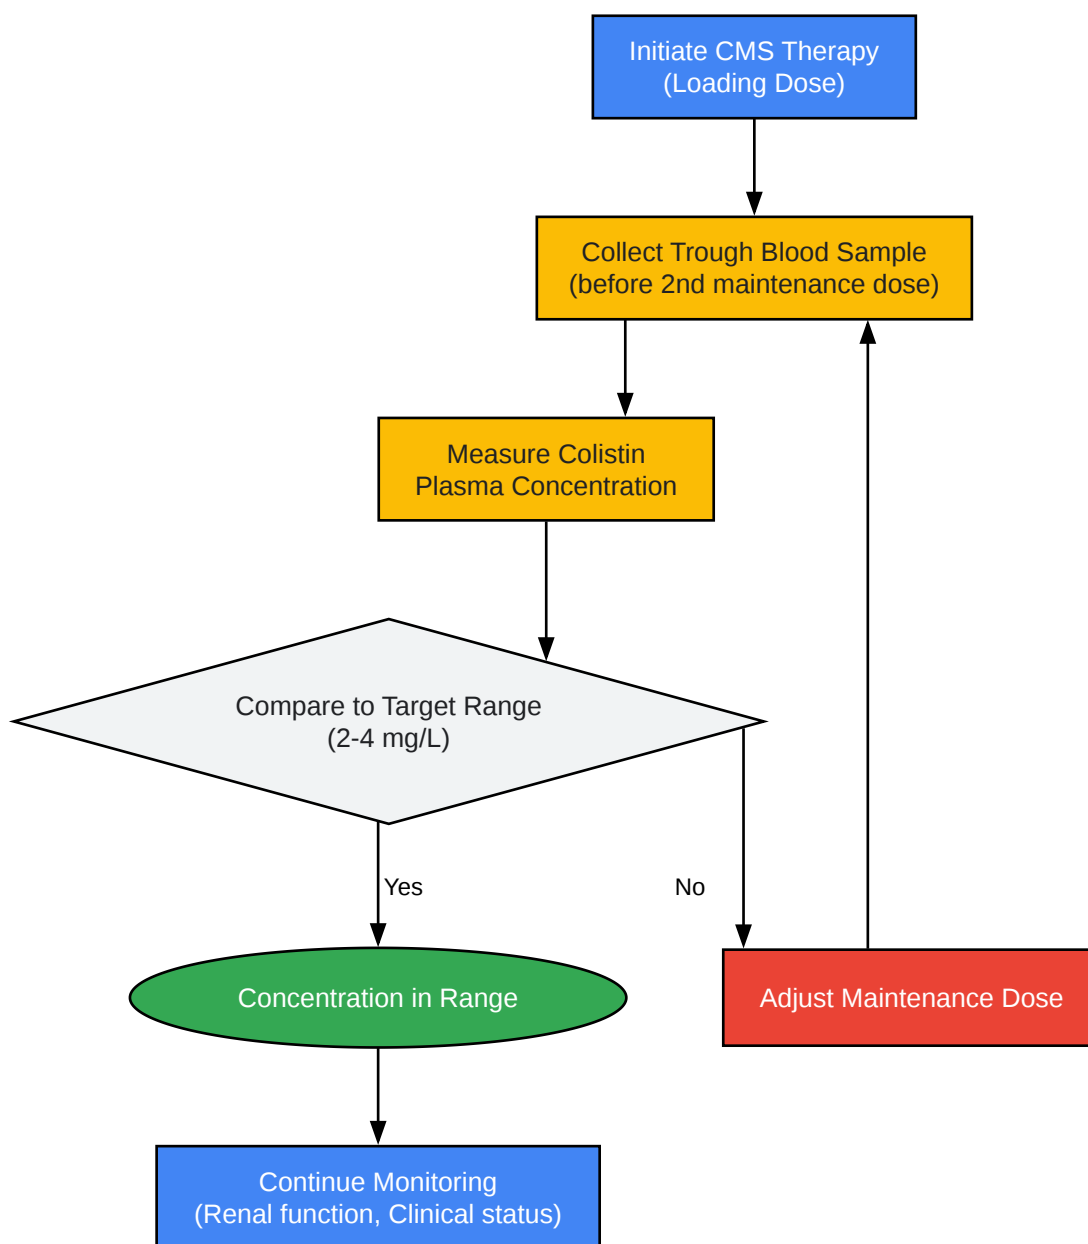 Initiate CMS Therapy
(Loading Dose)
Collect Trough Blood Sample
(before 2nd maintenance dose)
Measure Colistin
Plasma Concentration
Compare to Target Range
(2-4 mg/L)
Yes
No
Concentration in Range
Adjust Maintenance Dose
Continue Monitoring
(Renal function, Clinical status)